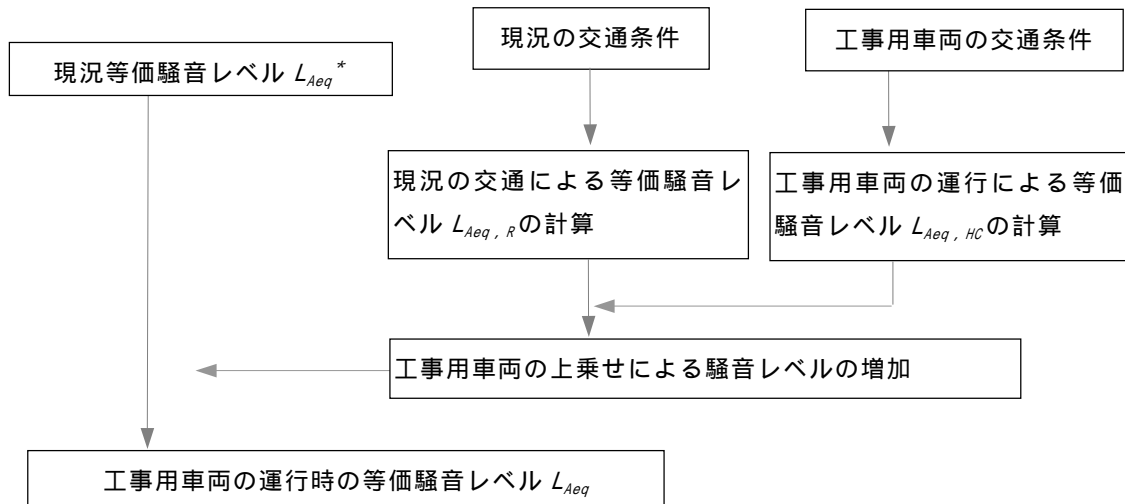 現況の交通条件
工事用車両の交通条件
現況等価騒音レベル LAeq*
現況の交通による等価騒音レ
ベル LAeq , Rの計算
工事用車両の運行による等価
騒音レベル LAeq , HCの計算
工事用車両の上乗せによる騒音レベルの増加
工事用車両の運行時の等価騒音レベル LAeq